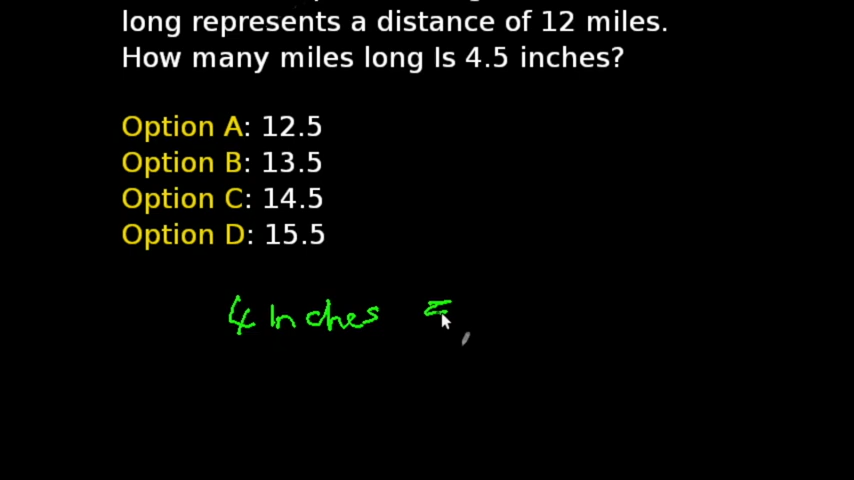 long represents a distance of 12 miles.
How many miles long Is 4.5 inches?
Option A: 12.5
Option B: 13.5
Option C: 14.5
Option D: 15.5
4 Inches =